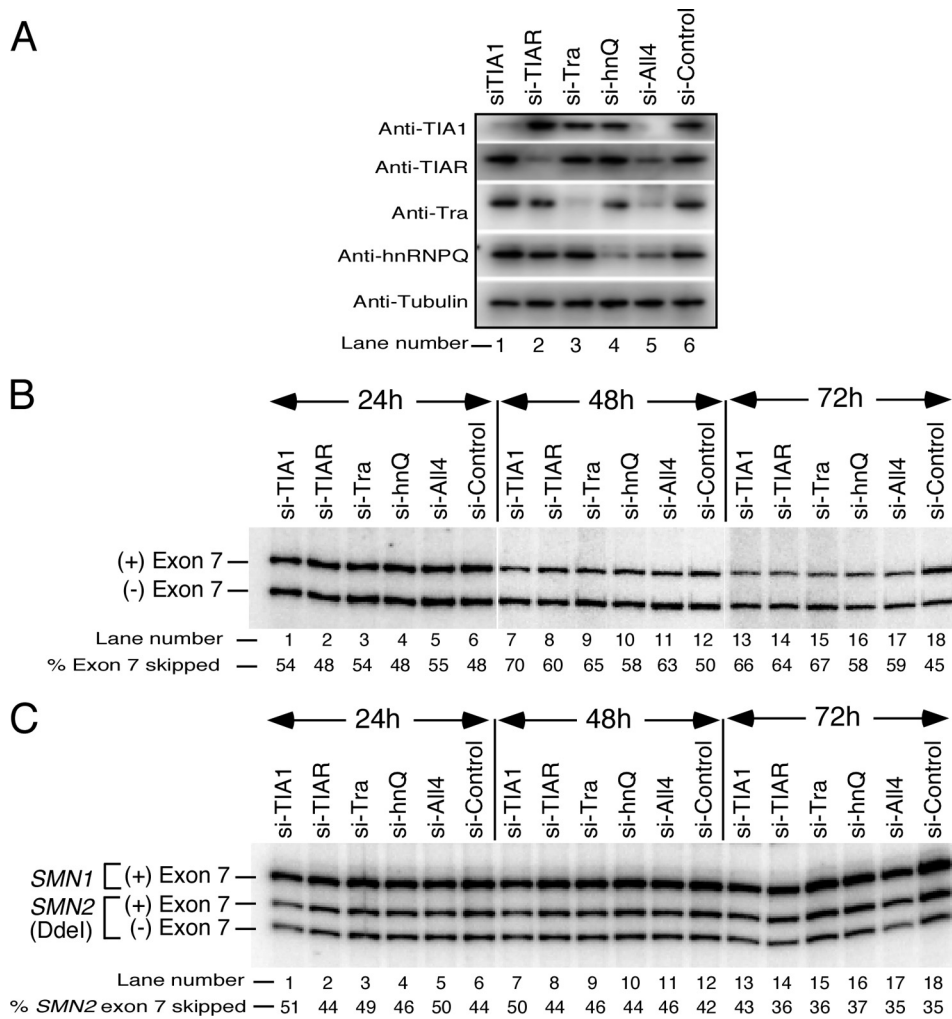 A
siTIA1 si-TIAR si-Tra si-hnQ si-All4 si-Control
Anti-TIA1
Anti-TIAR
Anti-Tra
Anti-hnRNPQ
Anti-Tubulin
Lane number 1 2 3 4 5 6
B
24h 48h 72h
si-TIA1 si-TIAR si-Tra si-hnQ si-All4 si-Control si-TIA1 si-TIAR si-Tra si-hnQ si-All4 si-Control si-TIA1 si-TIAR si-Tra si-hnQ si-All4 si-Control
(+) Exon 7
(-) Exon 7
Lane number 1 2 3 4 5 6 7 8 9 10 11 12 13 14 15 16 17 18
% Exon 7 skipped 54 48 54 48 55 48 70 60 65 58 63 50 66 64 67 58 59 45
C
24h 48h 72h
si-TIA1 si-TIAR si-Tra si-hnQ si-All4 si-Control si-TIA1 si-TIAR si-Tra si-hnQ si-All4 si-Control si-TIA1 si-TIAR si-Tra si-hnQ si-All4 si-Control
SMN1 (+) Exon 7
SMN2 (+) Exon 7
(DdeI) (-) Exon 7
Lane number 1 2 3 4 5 6 7 8 9 10 11 12 13 14 15 16 17 18
% SMN2 exon 7 skipped 51 44 49 46 50 44 50 44 46 44 46 42 43 36 36 37 35 35